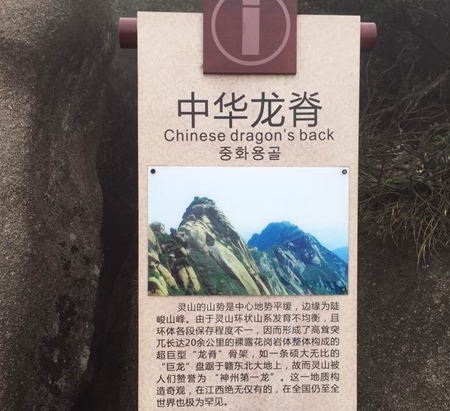 中华龙脊
Chinese dragon's back
중화용골
灵山的山势是中心地势平缓，边缘为陡
峻山峰。由于灵山环状山系发育不均衡，且
环体各段保存程度不一，因而形成了高耸突
兀长达20余公里的裸露花岗岩体整体构成的
超巨型“龙脊”骨架，如一条硕大无比的
“巨龙”盘踞于赣东北大地上，故而灵山被
人们赞誉为“神州第一龙”。这一地质构
造奇观，在江西绝无仅有的，在全国乃至全
世界也极为罕见。